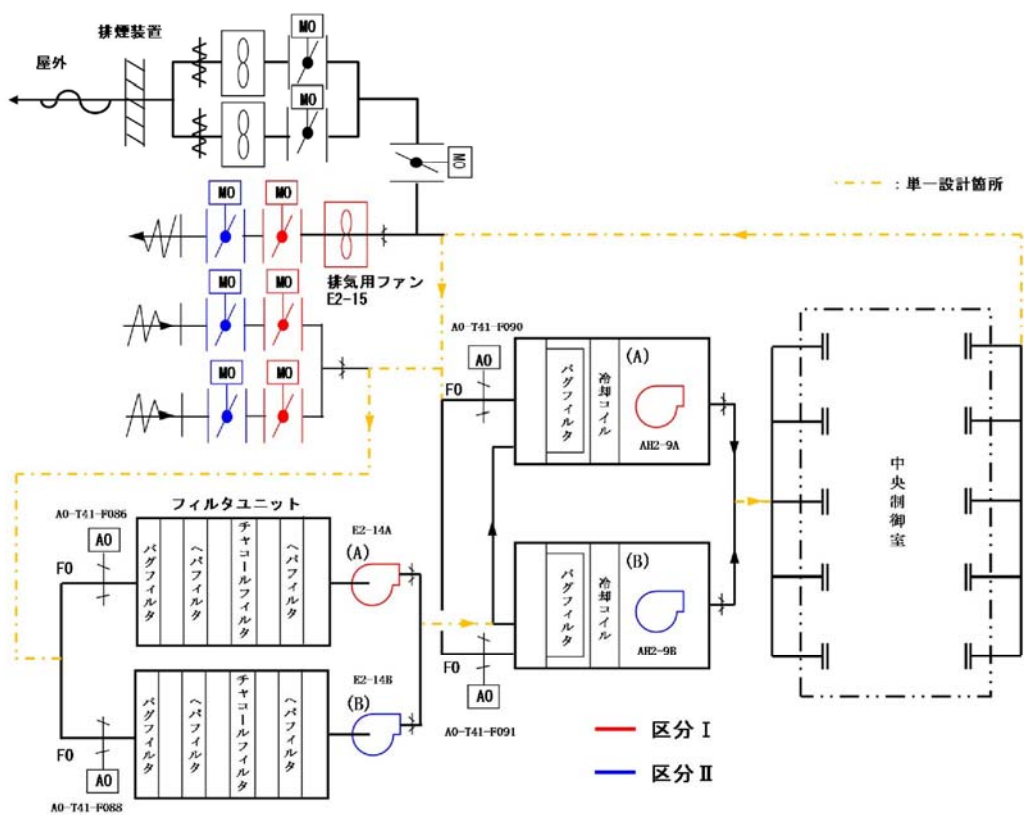 排煙装置
屋外
MO
MO
MO
:単一設計箇所
MO
MO
排気用ファン
E2-15
MO
MO
MO
MO
AO-T41-F090
AO
FO
バグフィルタ
冷却コイル
(A)
AH2-9A
中央制御室
フィルタユニット
AO-T41-F086
AO
FO
バグフィルタ
ヘパフィルタ
チャコールフィルタ
ヘパフィルタ
E2-14A
(A)
バグフィルタ
冷却コイル
(B)
AH2-9B
FO
AO
AO-T41-F091
バグフィルタ
ヘパフィルタ
チャコールフィルタ
ヘパフィルタ
E2-14B
(B)
FO
AO
AO-T41-F088
区分Ⅰ
区分Ⅱ